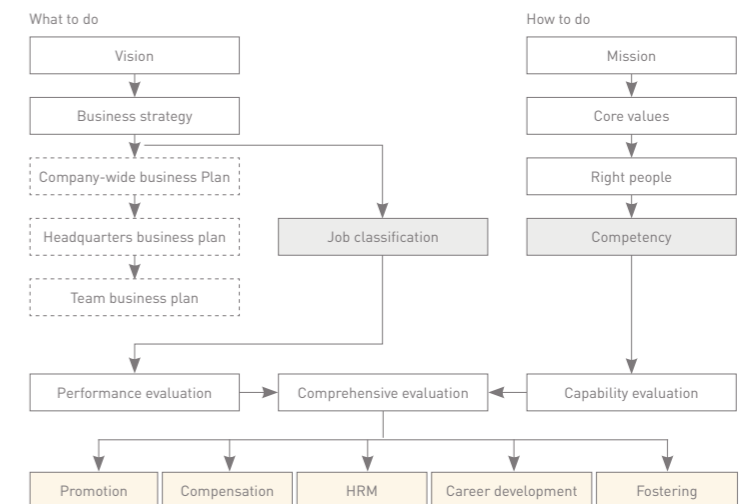 What to do
How to do
Vision
Mission
Business strategy
Core values
Company-wide business Plan
Right people
Headquarters business plan
Job classification
Competency
Team business plan
Performance evaluation
Comprehensive evaluation
Capability evaluation
Promotion
Compensation
HRM
Career development
Fostering